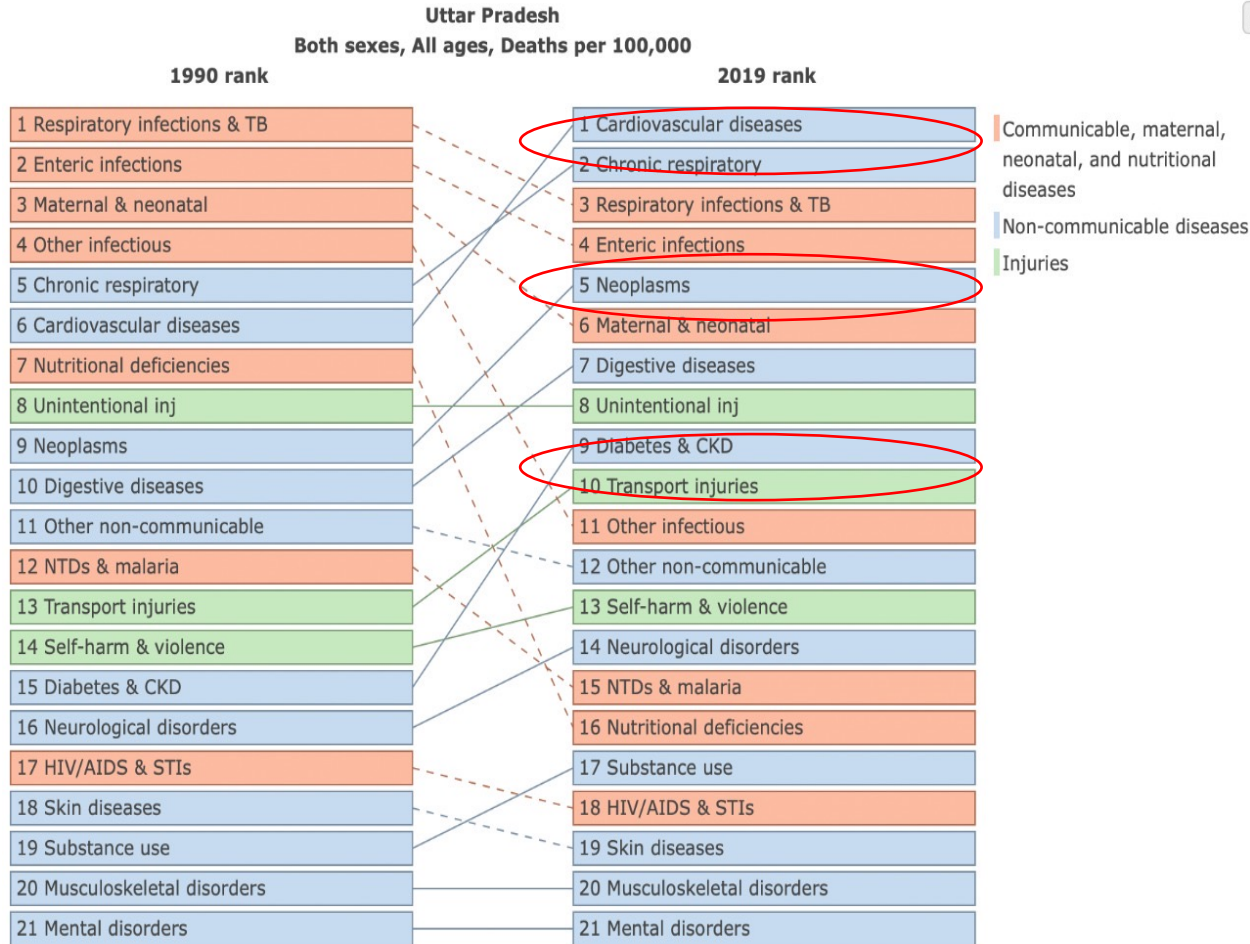 Uttar Pradesh
Both sexes, All ages, Deaths per 100,000
1990 rank
2019 rank
1 Respiratory infections & TB
2 Enteric infections
3 Maternal & neonatal
4 Other infectious
5 Chronic respiratory
6 Cardiovascular diseases
7 Nutritional deficiencies
8 Unintentional inj
9 Neoplasms
10 Digestive diseases
11 Other non-communicable
12 NTDs & malaria
13 Transport injuries
14 Self-harm & violence
15 Diabetes & CKD
16 Neurological disorders
17 HIV/AIDS & STIs
18 Skin diseases
19 Substance use
20 Musculoskeletal disorders
21 Mental disorders
1 Cardiovascular diseases
2 Chronic respiratory
3 Respiratory infections & TB
4 Enteric infections
5 Neoplasms
6 Maternal & neonatal
7 Digestive diseases
8 Unintentional inj
9 Diabetes & CKD
10 Transport injuries
11 Other infectious
12 Other non-communicable
13 Self-harm & violence
14 Neurological disorders
15 NTDs & malaria
16 Nutritional deficiencies
17 Substance use
18 HIV/AIDS & STIs
19 Skin diseases
20 Musculoskeletal disorders
21 Mental disorders
Communicable, maternal,
neonatal, and nutritional
diseases
Non-communicable diseases
Injuries